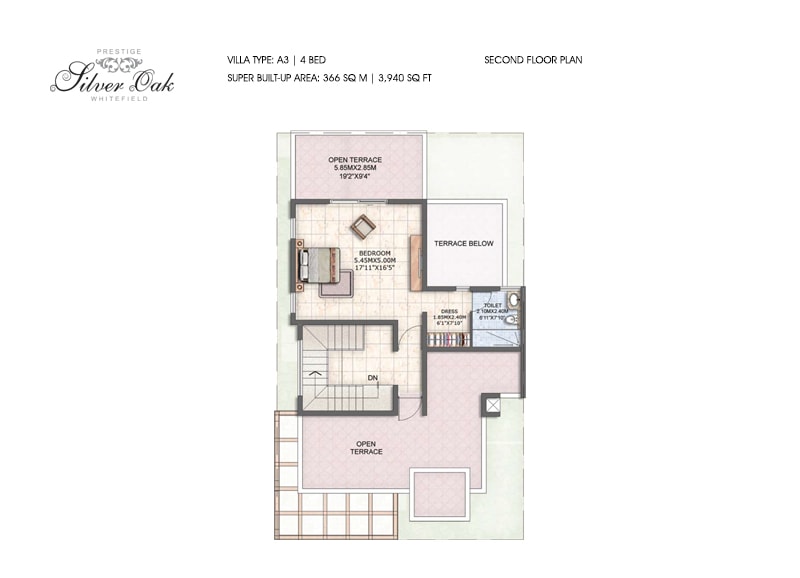 PRESTIGE
Silver Oak
WHITEFIELD
VILLA TYPE: A3 | 4 BED
SUPER BUILT-UP AREA: 366 SQ M | 3,940 SQ FT
SECOND FLOOR PLAN
OPEN TERRACE
5.85MX2.85M
19'2"X9'4"
TERRACE BELOW
BEDROOM
5.45MX5.00M
17'11"X16'5"
DRESS
1.85MX2.40M
6'1"X7'10"
TOILET
2.10MX2.40M
6'11"X7'10"
DN
OPEN
TERRACE